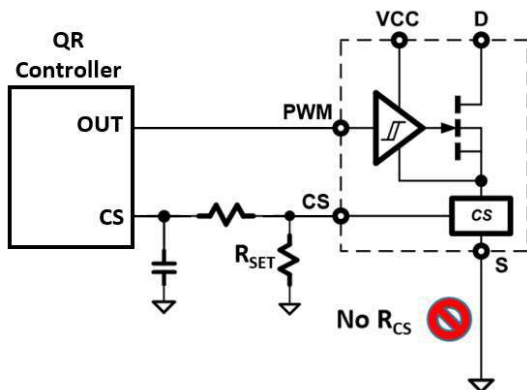 QR
Controller
OUT
CS
VCC
D
PWM
CS
CS
S
RSET
No RCS